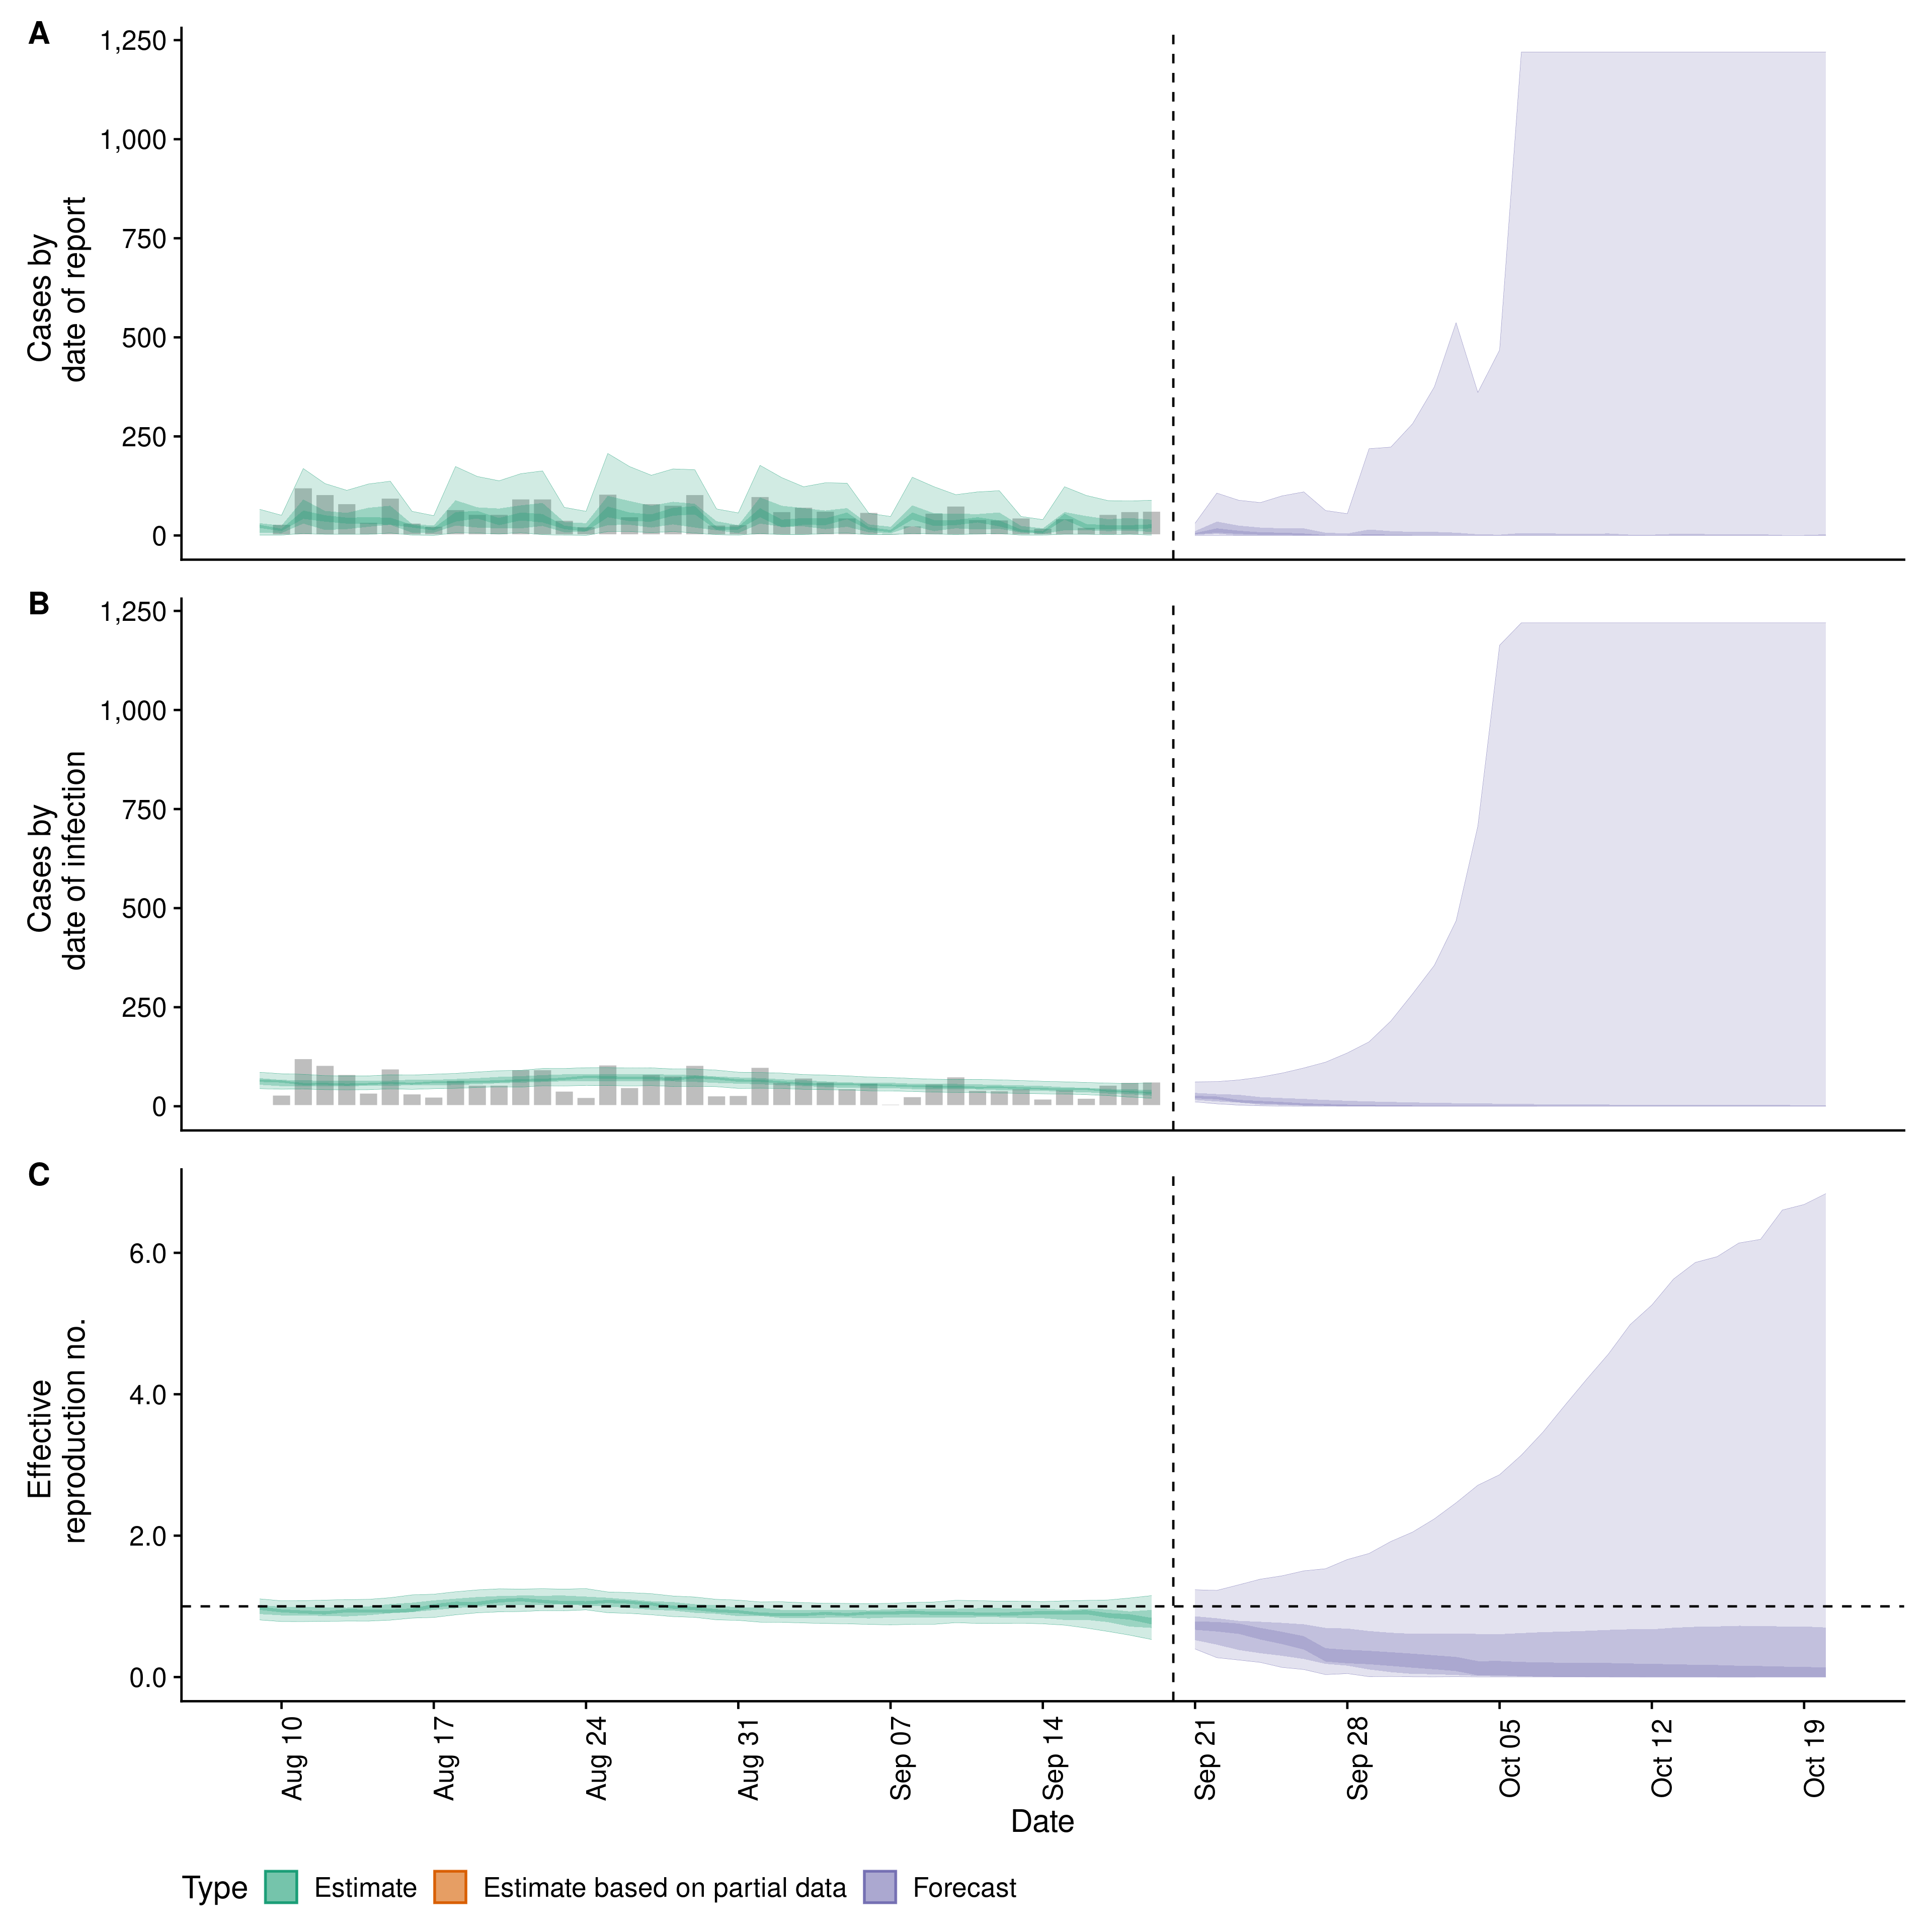 A
1,250
1,000
750
500
250
0
Cases by
date of report
B
1,250
1,000
750
500
250
0
Cases by
date of infection
C
6.0
4.0
2.0
0.0
Effective
reproduction no.
Aug 10
Aug 17
Aug 24
Aug 31
Sep 07
Sep 14
Sep 21
Sep 28
Oct 05
Oct 12
Oct 19
Date
Type Estimate Estimate based on partial data Forecast